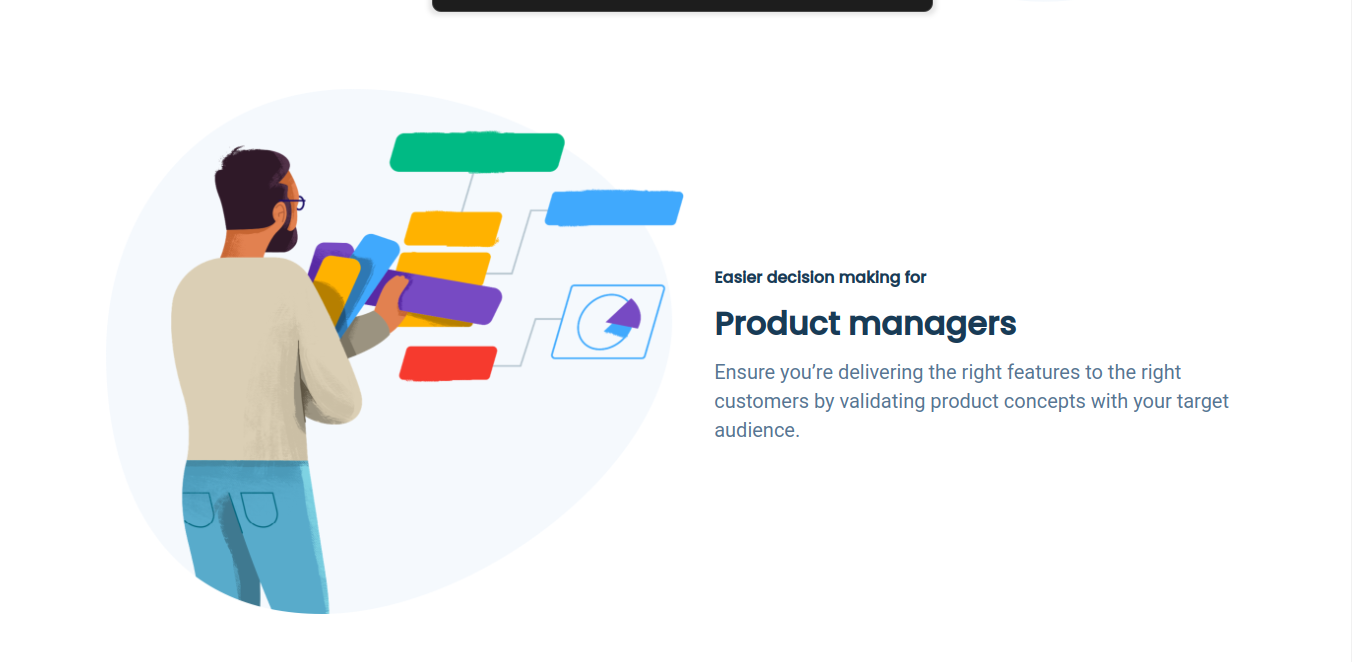 Easier decision making for
Product managers
Ensure you’re delivering the right features to the right
customers by validating product concepts with your target
audience.